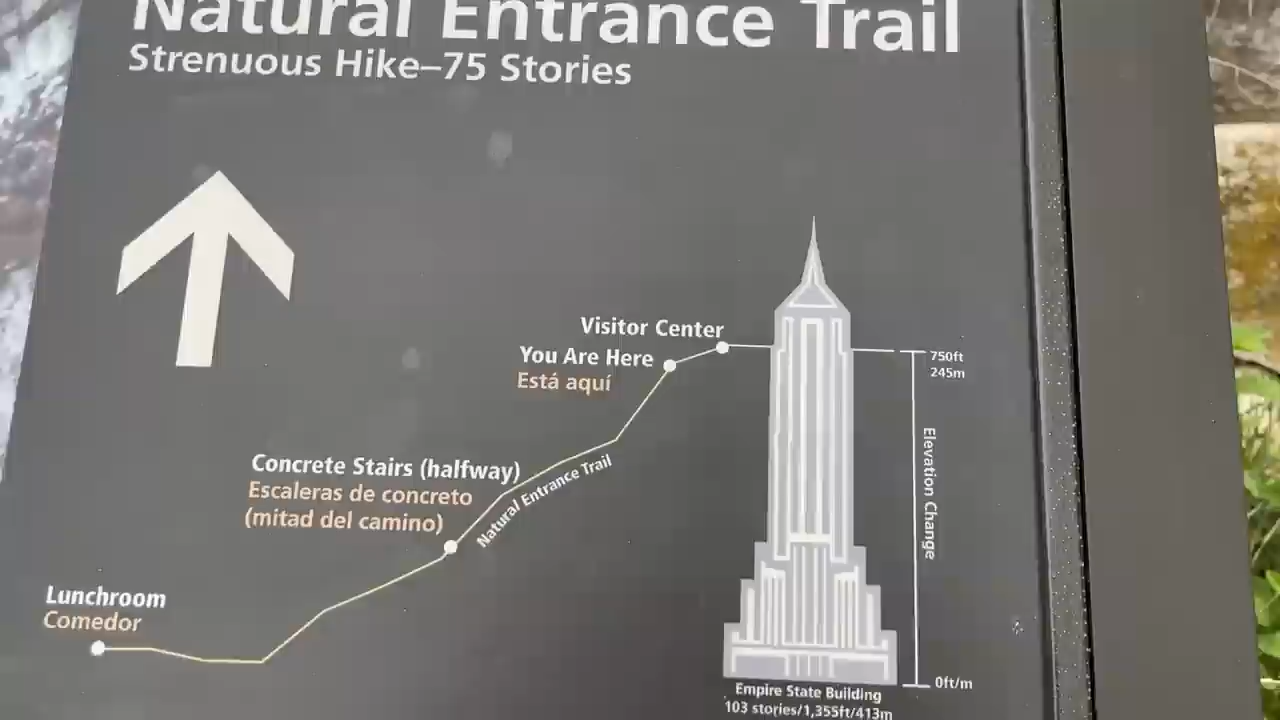 Natural Entrance Trail
Strenuous Hike–75 Stories
Visitor Center
You Are Here
Está aquí
750ft
245m
Elevation Change
Concrete Stairs (halfway)
Escaleras de concreto
(mitad del camino)
Natural Entrance Trail
Lunchroom
Comedor
0ft/m
Empire State Building
103 stories/1,355ft/413m